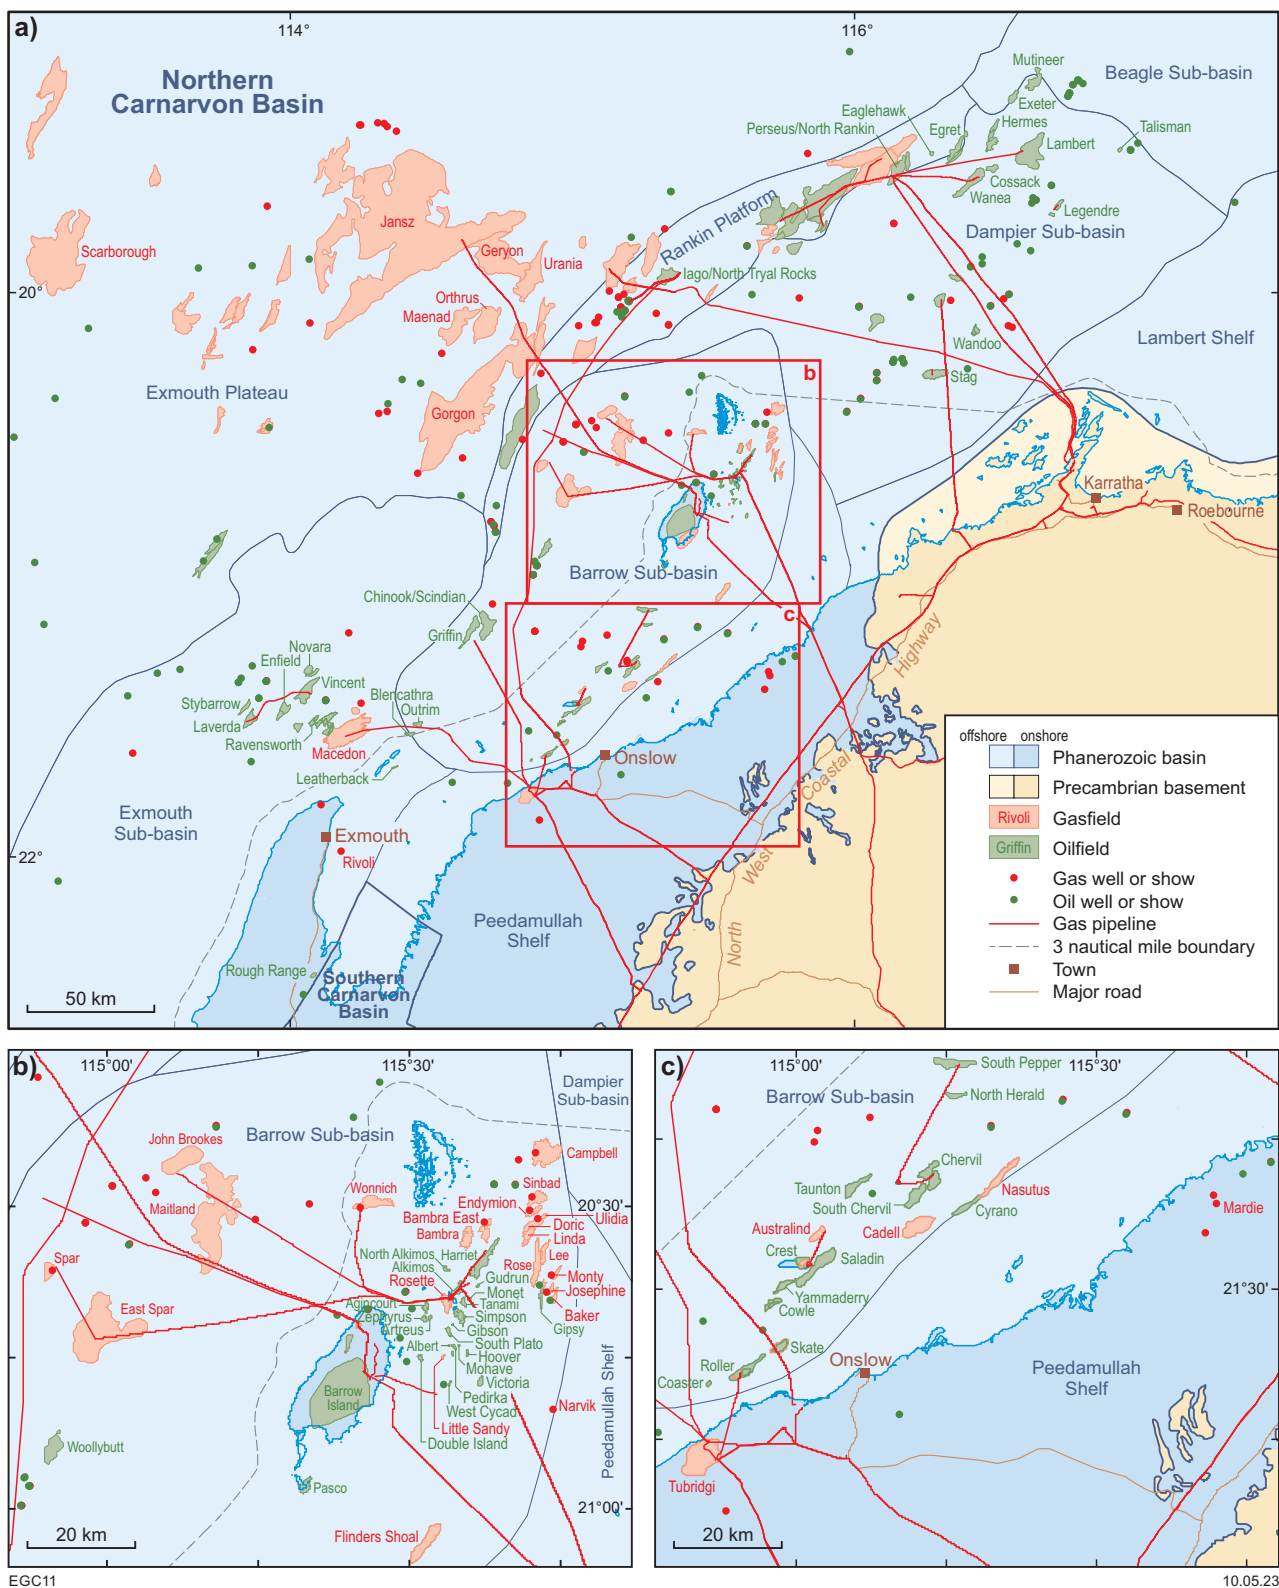 a)
114°
116°
Northern
Carnarvon Basin
Mutineer
Beagle Sub-basin
Exeter
Eaglehawk
Hermes
Perseus/North Rankin
Egret
Talisman
Lambert
Cossack
Wanea
Legendre
Rankin Platform
Dampier Sub-basin
Jansz
Scarborough
Geryon
Urania
Iago/North Tryal Rocks
20°
Orthrus
Maenad
Wandoo
Lambert Shelf
Stag
Exmouth Plateau
Gorgon
b
Karratha
Roebourne
Barrow Sub-basin
Chinook/Scindian
c
Griffin
Highway
Novara
Enfield
Vincent
Stybarrow
Blencathra
Outrim
Laverda
Ravensworth
Macedon
Leatherback
Onslow
Coastal
Exmouth
Sub-basin
Exmouth
Rivoli
22°
West
Peedamullah
Shelf
North
Rough Range
Southern
Carnarvon
Basin
50 km
offshore onshore
Phanerozoic basin
Precambrian basement
Rivoli
Gasfield
Griffin
Oilfield
Gas well or show
Oil well or show
Gas pipeline
3 nautical mile boundary
Town
Major road
b)
115°00'
115°30'
Dampier
Sub-basin
John Brookes
Barrow Sub-basin
Campbell
Wonnich
Sinbad
Maitland
Endymion
20°30'
Ulidia
Bambra East
Doric
Bambra
Linda
Spar
North Alkimos
Harriet
Lee
Alkimos
Rose
Rosette
Gudrun
Monty
Monet
Josephine
East Spar
Agincourt
Tanami
Zephyrus
Simpson
Baker
Artreus
Gibson
Gipsy
Albert
South Plato
Hoover
Mohave
Victoria
Barrow
Island
Pedirka
West Cycad
Narvik
Little Sandy
Double Island
Woollybutt
Peedamullah Shelf
Pasco
21°00'
Flinders Shoal
20 km
c)
115°00'
115°30'
South Pepper
Barrow Sub-basin
North Herald
Chervil
Taunton
Nasutus
South Chervil
Cyrano
Mardie
Australind
Cadell
Crest
Saladin
Yammaderry
21°30'
Cowle
Skate
Onslow
Roller
Peedamullah
Shelf
Coaster
Tubridgi
20 km
EGC11
10.05.23